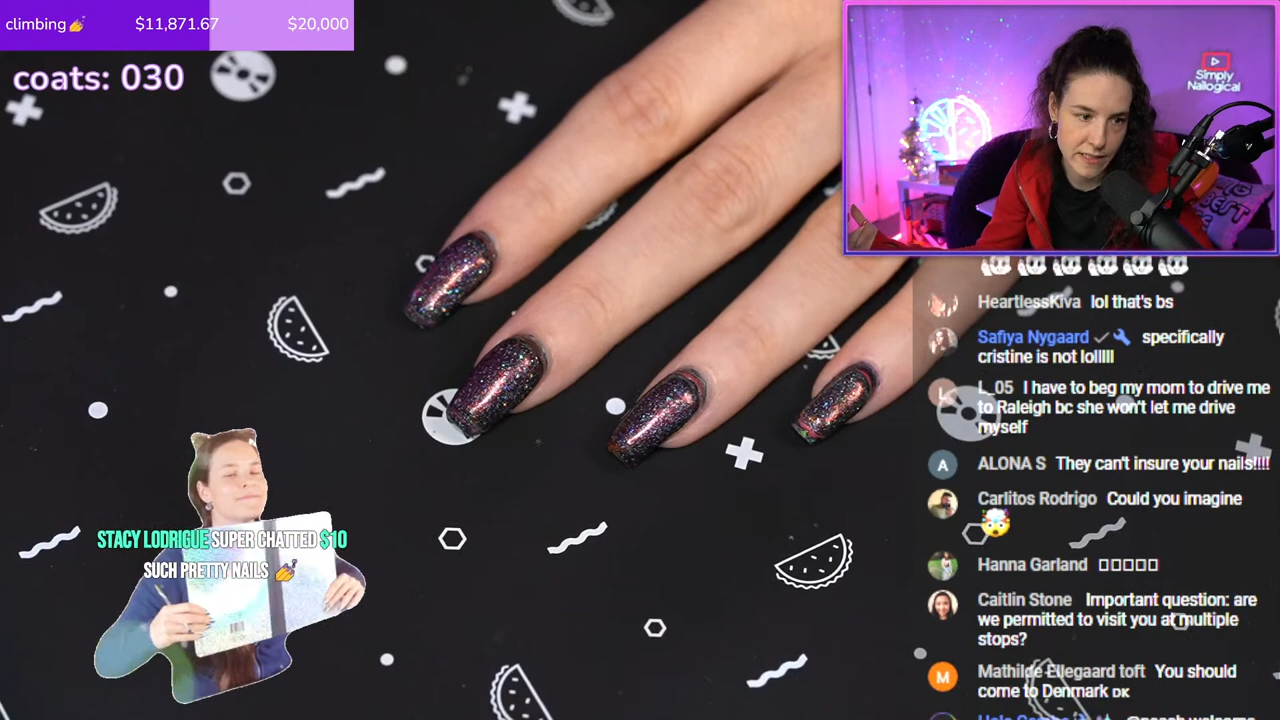 climbing💅 $11,871.67 $20,000
coats: 030
Simply
Nailogical
HeartlessKiva lol that's bs
Safiya Nygaard specifically
cristine is not lolllll
L_05 I have to beg my mom to drive me
to Raleigh bc she won't let me drive
myself
A ALONA S They can't insure your nails!!!!
Carlitos Rodrigo Could you imagine
🤯
Hanna Garland
Caitlin Stone Important question: are
we permitted to visit you at multiple
stops?
M Mathilde Ellegaard toft You should
come to Denmark DK
STACY LODRIGUE SUPER CHATTED $10
SUCH PRETTY NAILS 💅